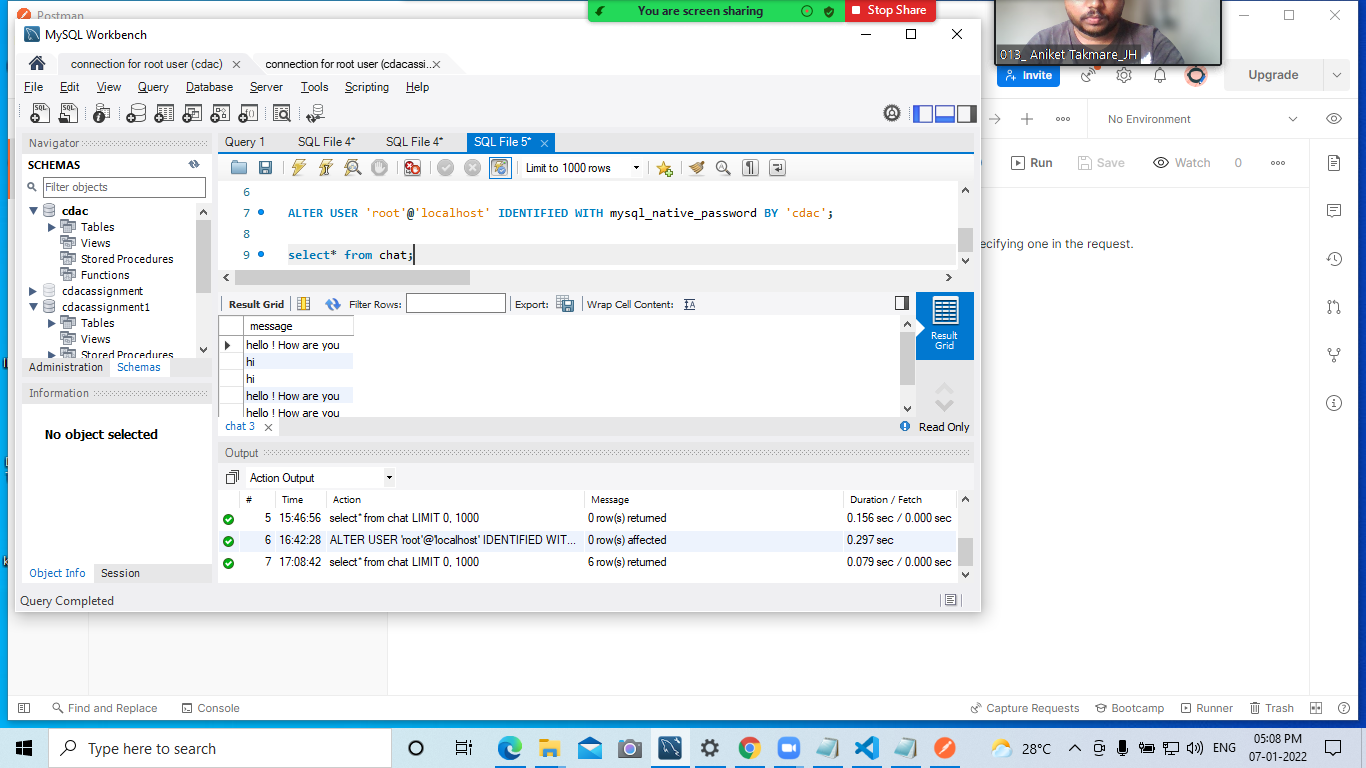 Postman
You are screen sharing
Stop Share
MySQL Workbench
013_ Aniket Takmare_JH
connection for root user (cdac)
connection for root user (cdacassi...
Invite
Upgrade
File Edit View Query Database Server Tools Scripting Help
No Environment
Navigator
SCHEMAS
Filter objects
cdac
Tables
Views
Stored Procedures
Functions
cdacassignment
cdacassignment1
Tables
Views
Stored Procedures
Administration Schemas
Information
No object selected
Object Info Session
Query 1 SQL File 4* SQL File 4* SQL File 5*
Limit to 1000 rows
6
7 ALTER USER 'root'@'localhost' IDENTIFIED WITH mysql_native_password BY 'cdac';
8
9 select* from chat;
Result Grid Filter Rows: Export: Wrap Cell Content:
message
hello ! How are you
hi
hi
hello ! How are you
hello ! How are you
Result
Grid
chat 3
Read Only
Output
Action Output
# Time Action Message Duration / Fetch
5 15:46:56 select* from chat LIMIT 0, 1000 0 row(s) returned 0.156 sec / 0.000 sec
6 16:42:28 ALTER USER 'root'@'localhost' IDENTIFIED WIT... 0 row(s) affected 0.297 sec
7 17:08:42 select* from chat LIMIT 0, 1000 6 row(s) returned 0.079 sec / 0.000 sec
Query Completed
Run Save Watch 0
ecifying one in the request.
Find and Replace Console
Capture Requests Bootcamp Runner Trash
Type here to search
28°C
ENG
05:08 PM
07-01-2022